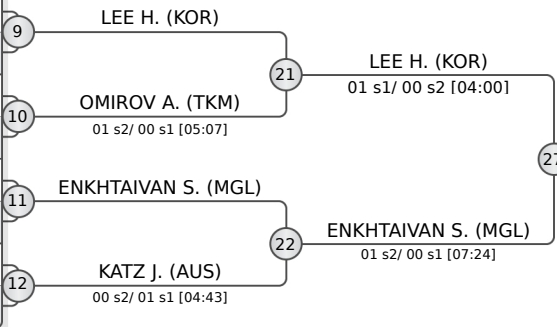 9
LEE H. (KOR)
21
LEE H. (KOR)
01 s1/ 00 s2 [04:00]
10
OMIROV A. (TKM)
01 s2/ 00 s1 [05:07]
27
11
ENKHTAIVAN S. (MGL)
22
ENKHTAIVAN S. (MGL)
01 s2/ 00 s1 [07:24]
12
KATZ J. (AUS)
00 s2/ 01 s1 [04:43]